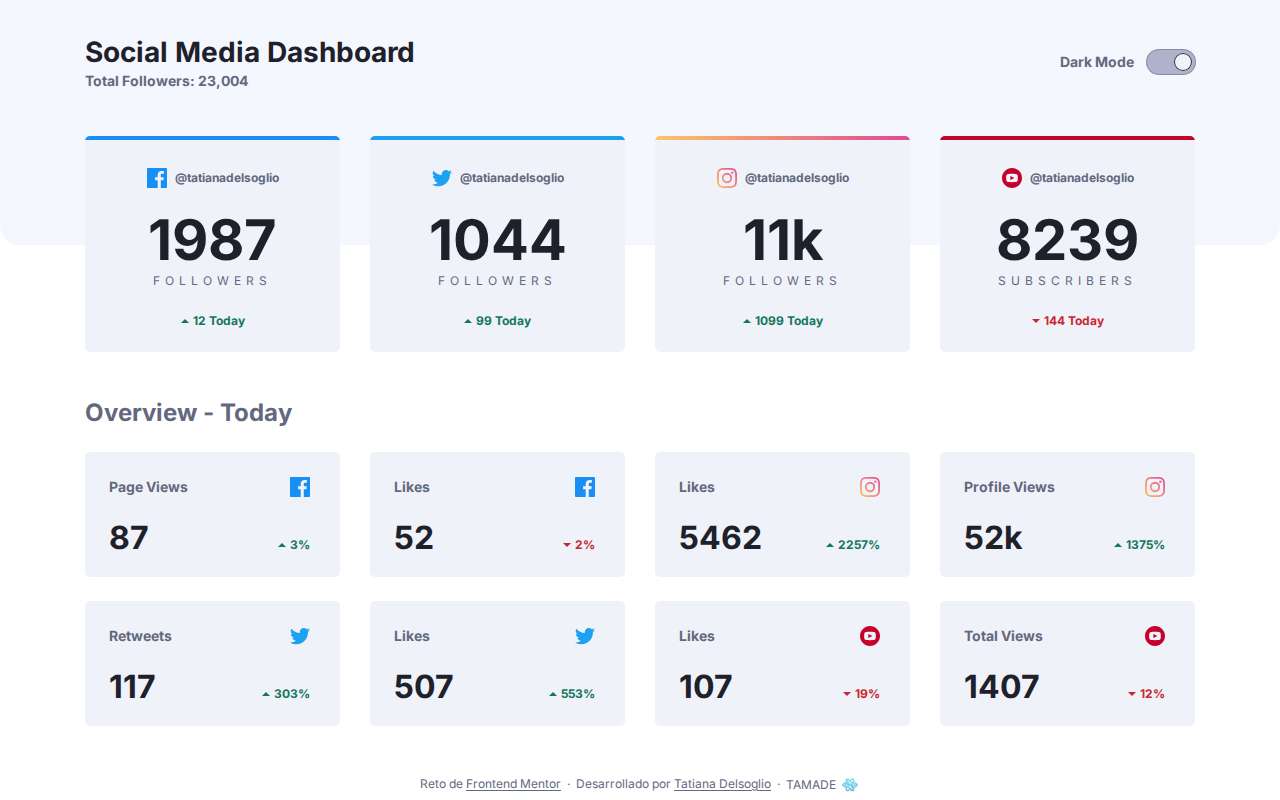 Social Media Dashboard
Total Followers: 23,004
Dark Mode
@tatianadelsoglio
1987
FOLLOWERS
12 Today
@tatianadelsoglio
1044
FOLLOWERS
99 Today
@tatianadelsoglio
11k
FOLLOWERS
1099 Today
@tatianadelsoglio
8239
SUBSCRIBERS
144 Today
Overview - Today
Page Views
87
3%
Likes
52
2%
Likes
5462
2257%
Profile Views
52k
1375%
Retweets
117
303%
Likes
507
553%
Likes
107
19%
Total Views
1407
12%
Reto de Frontend Mentor · Desarrollado por Tatiana Delsoglio · TAMADE